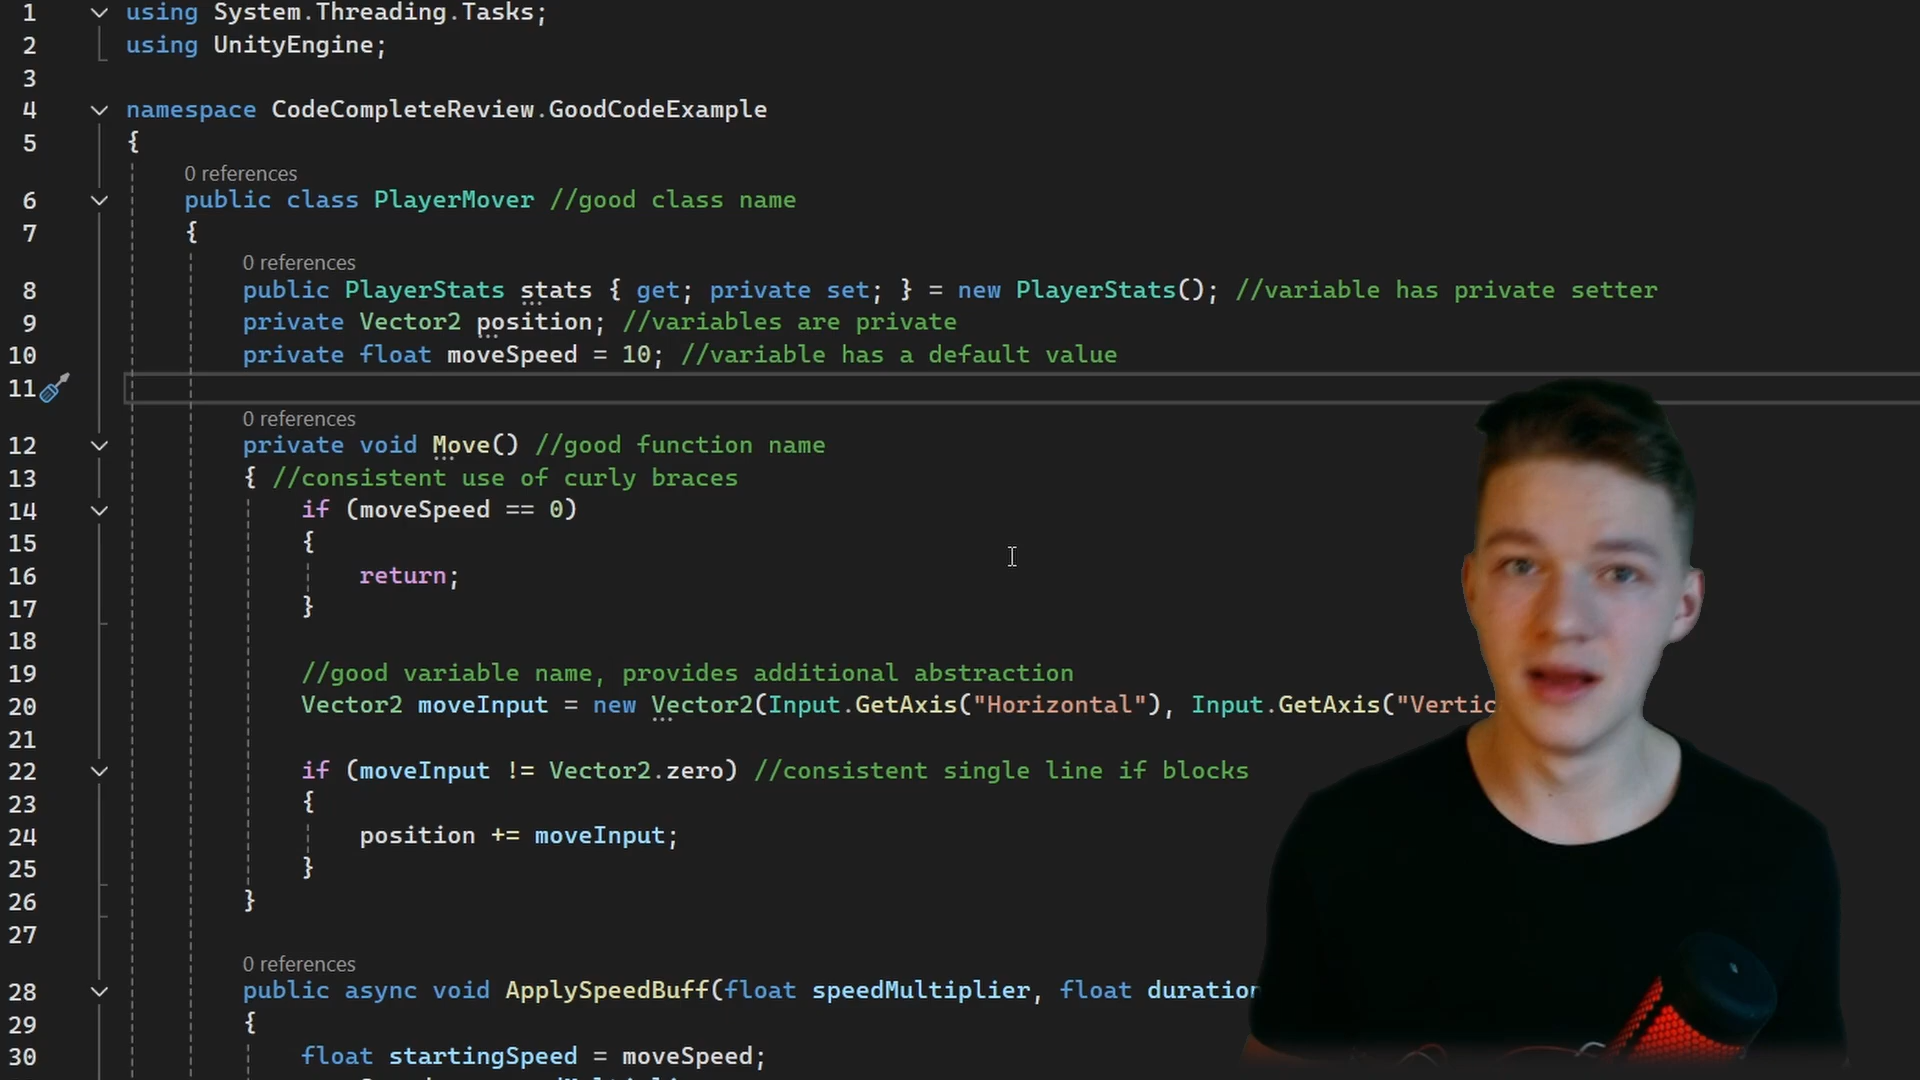 1 using System.Threading.Tasks;
2 using UnityEngine;
3
4 namespace CodeCompleteReview.GoodCodeExample
5 {
0 references
6 public class PlayerMover //good class name
7 {
0 references
8 public PlayerStats stats { get; private set; } = new PlayerStats(); //variable has private setter
9 private Vector2 position; //variables are private
10 private float moveSpeed = 10; //variable has a default value
11
0 references
12 private void Move() //good function name
13 { //consistent use of curly braces
14 if (moveSpeed == 0)
15 {
16 return;
17 }
18
19 //good variable name, provides additional abstraction
20 Vector2 moveInput = new Vector2(Input.GetAxis("Horizontal"), Input.GetAxis("Vertic
21
22 if (moveInput != Vector2.zero) //consistent single line if blocks
23 {
24 position += moveInput;
25 }
26 }
27
0 references
28 public async void ApplySpeedBuff(float speedMultiplier, float duration
29 {
30 float startingSpeed = moveSpeed;